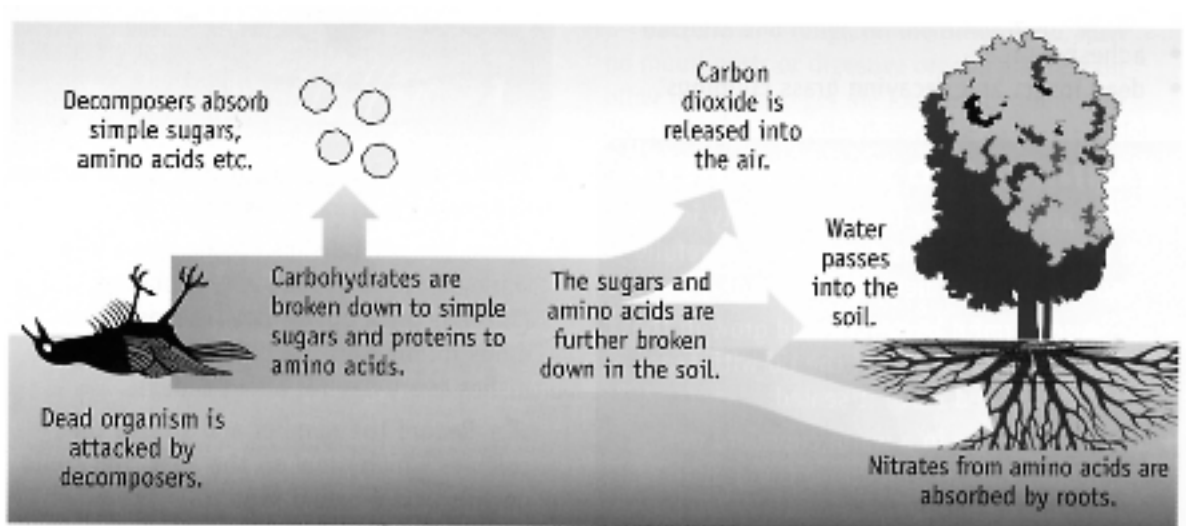 Decomposers absorb
simple sugars,
amino acids etc.
Carbon
dioxide is
released into
the air.
Water
passes
into the
soil.
Carbohydrates are
broken down to simple
sugars and proteins to
amino acids.
The sugars and
amino acids are
further broken
down in the soil.
Dead organism is
attacked by
decomposers.
Nitrates from amino acids are
absorbed by roots.